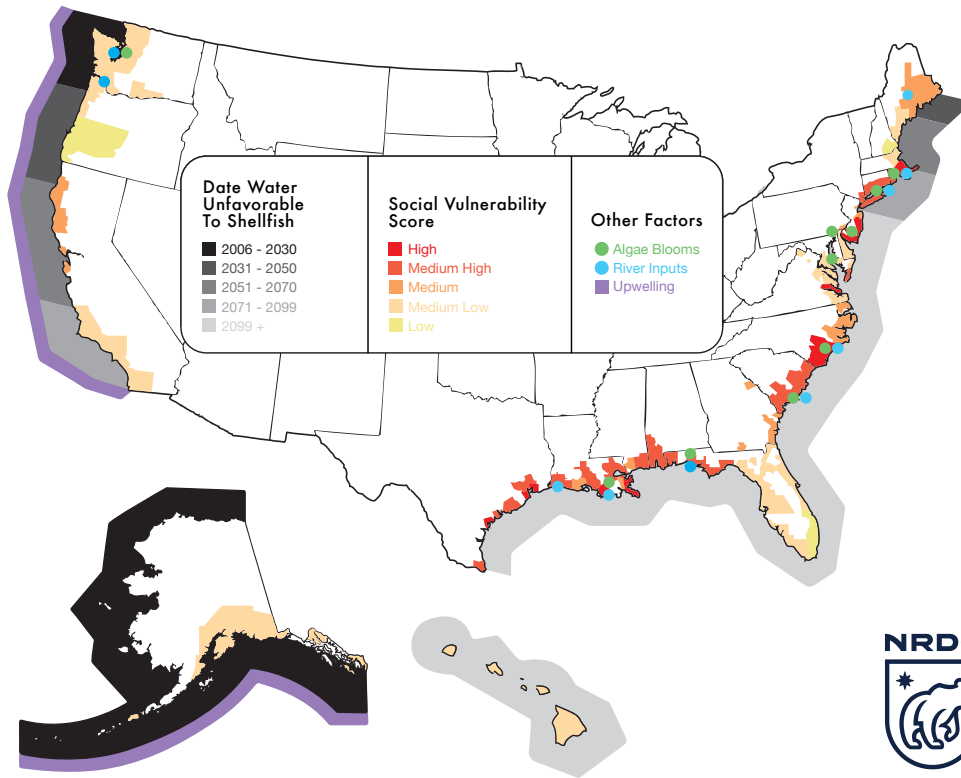 Date Water
Unfavorable
To Shellfish
2006 - 2030
2031 - 2050
2051 - 2070
2071 - 2099
2099 +
Social Vulnerability
Score
High
Medium High
Medium
Medium Low
Low
Other Factors
Algae Blooms
River Inputs
Upwelling
NRD